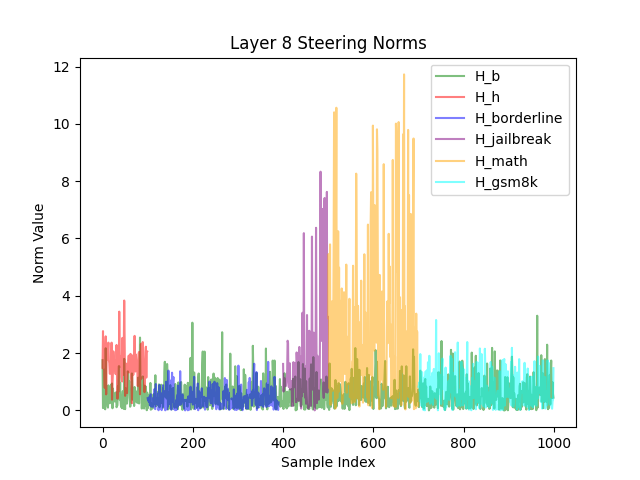 Layer 8 Steering Norms
12
10
8
6
4
2
0
Norm Value
H_b
H_h
H_borderline
H_jailbreak
H_math
H_gsm8k
0 200 400 600 800 1000
Sample Index